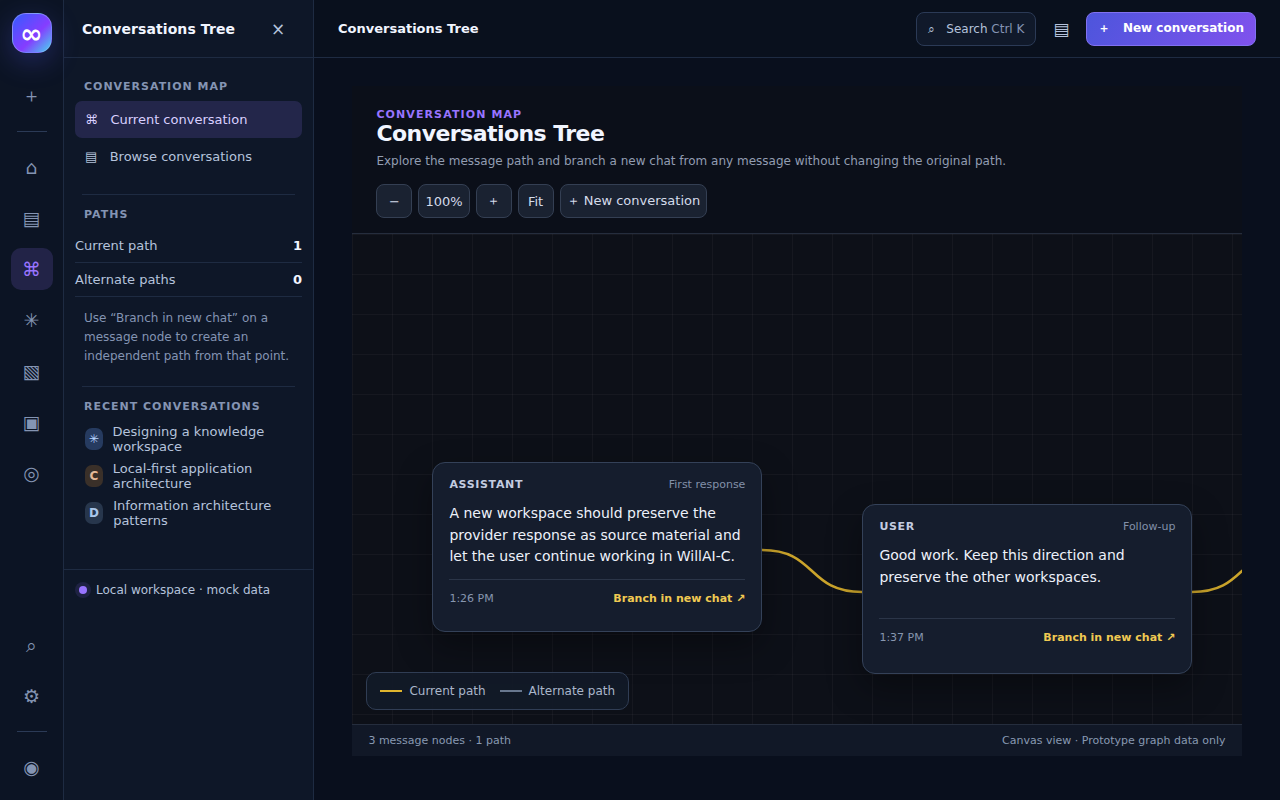 Conversations Tree
CONVERSATION MAP
Current conversation
Browse conversations
PATHS
Current path 1
Alternate paths 0
Use “Branch in new chat” on a
message node to create an
independent path from that point.
RECENT CONVERSATIONS
Designing a knowledge
workspace
C Local-first application
architecture
D Information architecture
patterns
Local workspace · mock data
Conversations Tree
Search Ctrl K
+ New conversation
CONVERSATION MAP
Conversations Tree
Explore the message path and branch a new chat from any message without changing the original path.
− 100% + Fit + New conversation
ASSISTANT First response
A new workspace should preserve the
provider response as source material and
let the user continue working in WillAI-C.
1:26 PM Branch in new chat ↗
USER Follow-up
Good work. Keep this direction and
preserve the other workspaces.
1:37 PM Branch in new chat ↗
Current path Alternate path
3 message nodes · 1 path
Canvas view · Prototype graph data only